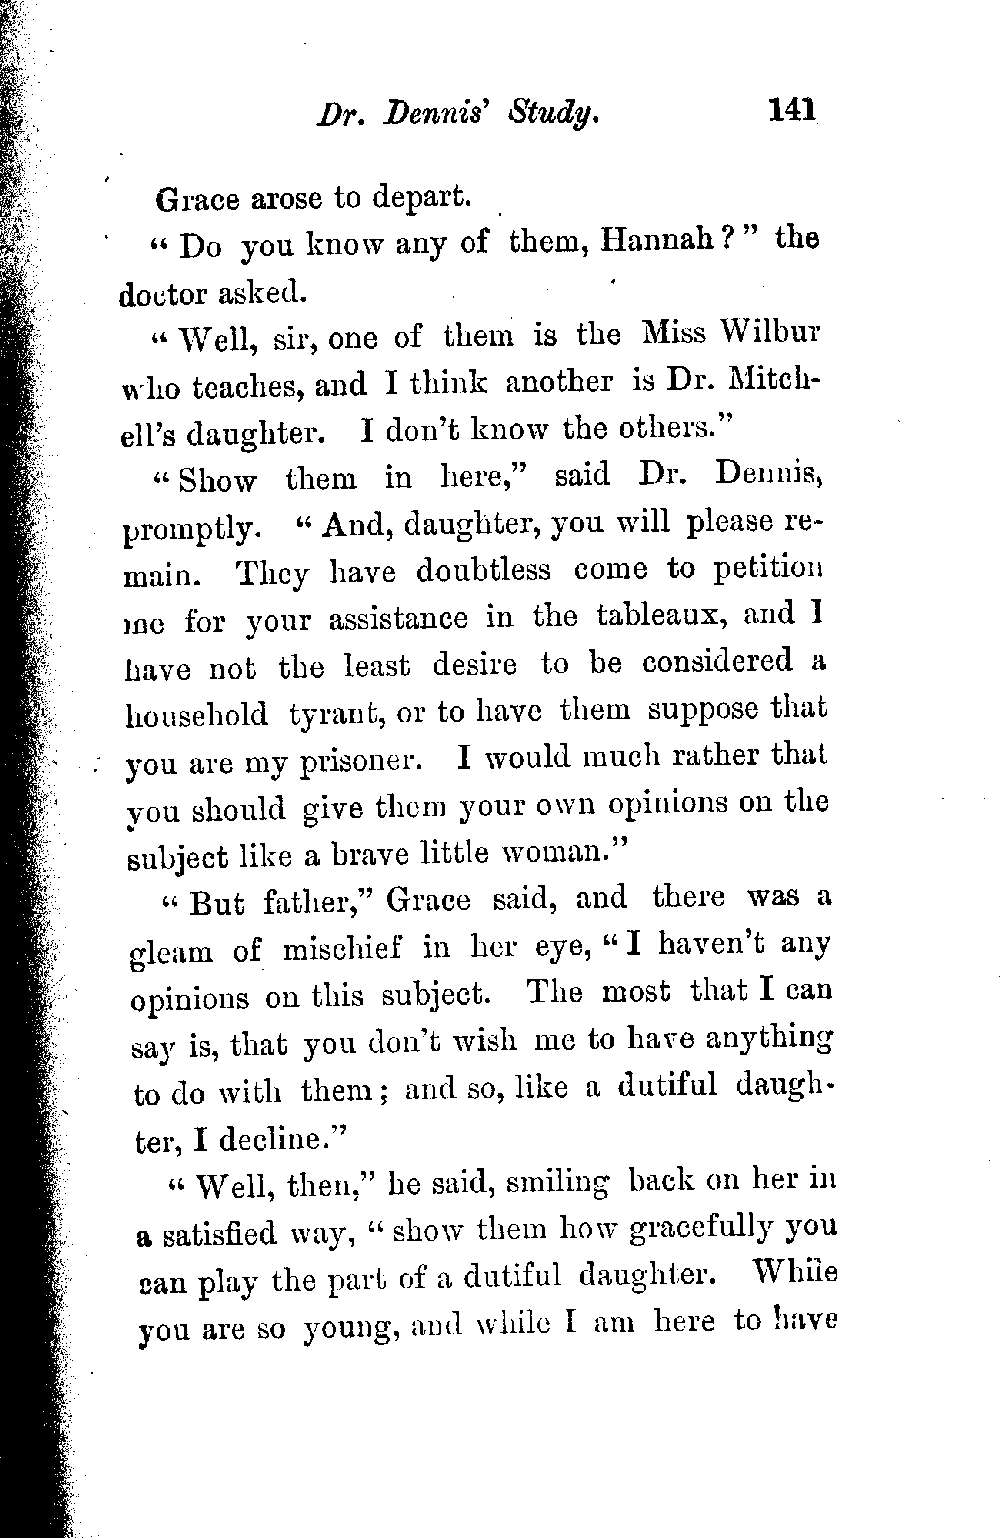 Dr. Dennis' Study. 141
Grace arose to depart.
"Do you know any of them, Hannah?" the
doctor asked.
"Well, sir, one of them is the Miss Wilbur
who teaches, and I think another is Dr. Mitch-
ell's daughter. I don't know the others."
"Show them in here," said Dr. Dennis,
promptly. "And, daughter, you will please re-
main. They have doubtless come to petition
me for your assistance in the tableaux, and I
have not the least desire to be considered a
household tyrant, or to have them suppose that
you are my prisoner. I would much rather that
you should give them your own opinions on the
subject like a brave little woman."
"But father," Grace said, and there was a
gleam of mischief in her eye, "I haven't any
opinions on this subject. The most that I can
say is, that you don't wish me to have anything
to do with them; and so, like a dutiful daugh-
ter, I decline."
"Well, then," he said, smiling back on her in
a satisfied way, "show them how gracefully you
can play the part of a dutiful daughter. While
you are so young, and while I am here to have